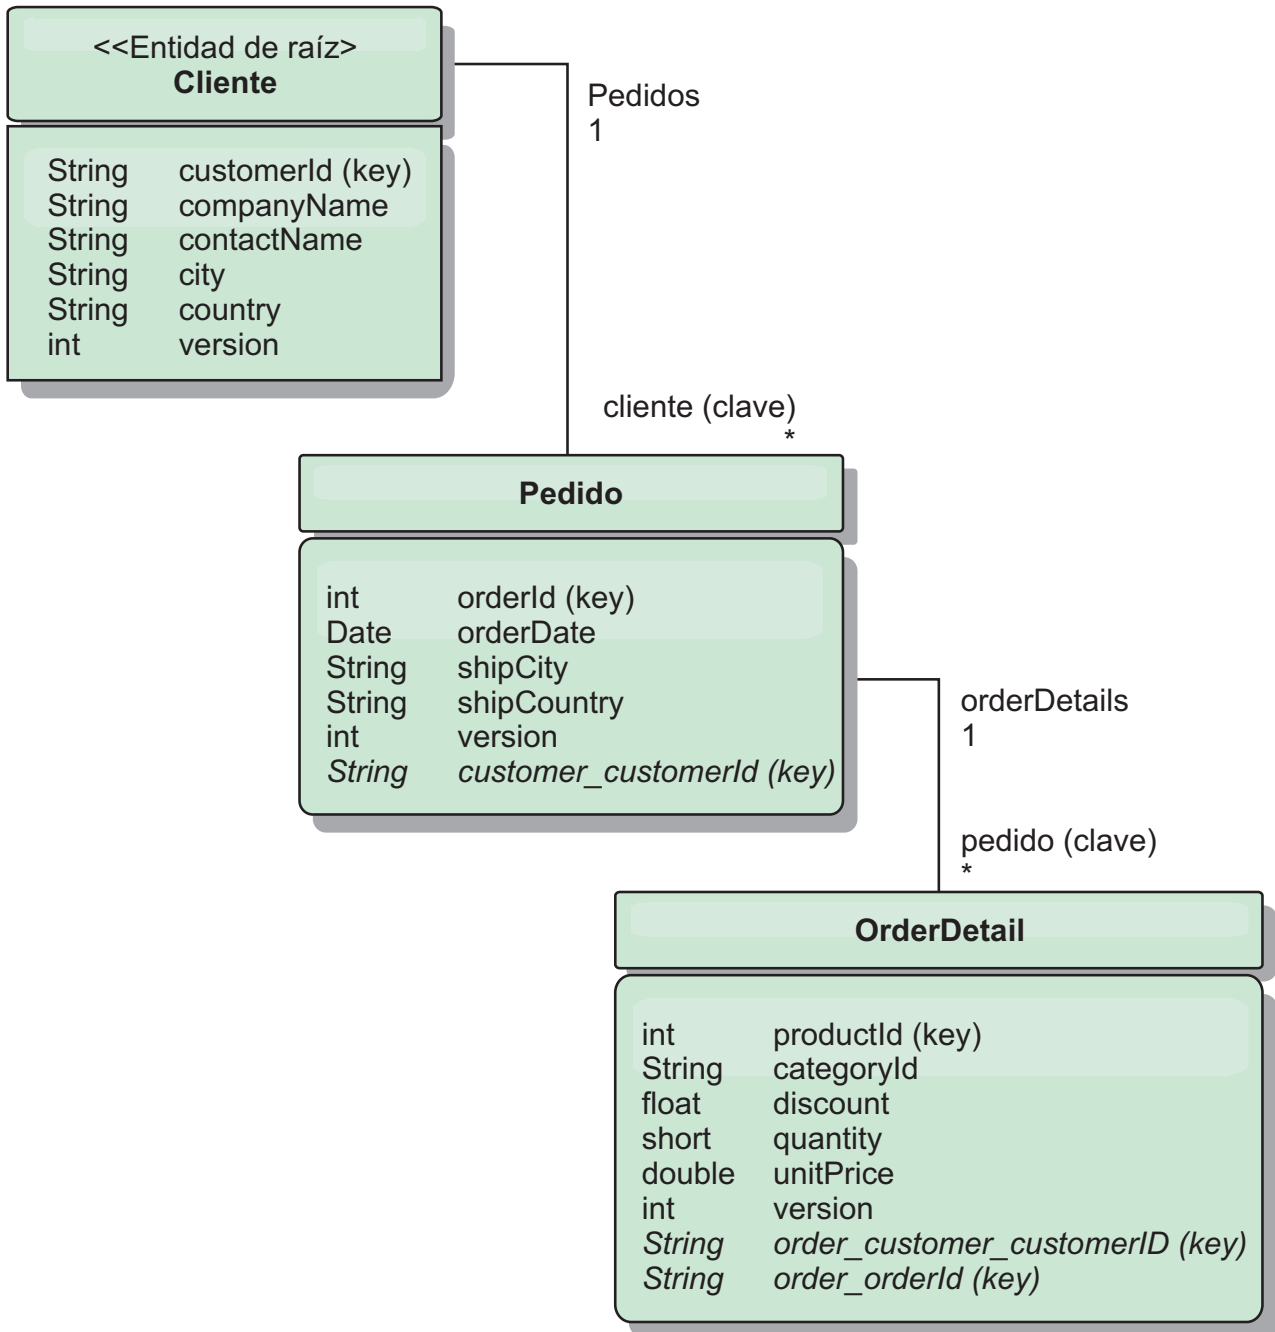 <<Entidad de raíz>
Cliente
String customerId (key)
String companyName
String contactName
String city
String country
int version
Pedidos
1
cliente (clave)
*
Pedido
int orderId (key)
Date orderDate
String shipCity
String shipCountry
int version
String customer_customerId (key)
orderDetails
1
pedido (clave)
*
OrderDetail
int productId (key)
String categoryId
float discount
short quantity
double unitPrice
int version
String order_customer_customerID (key)
String order_orderId (key)